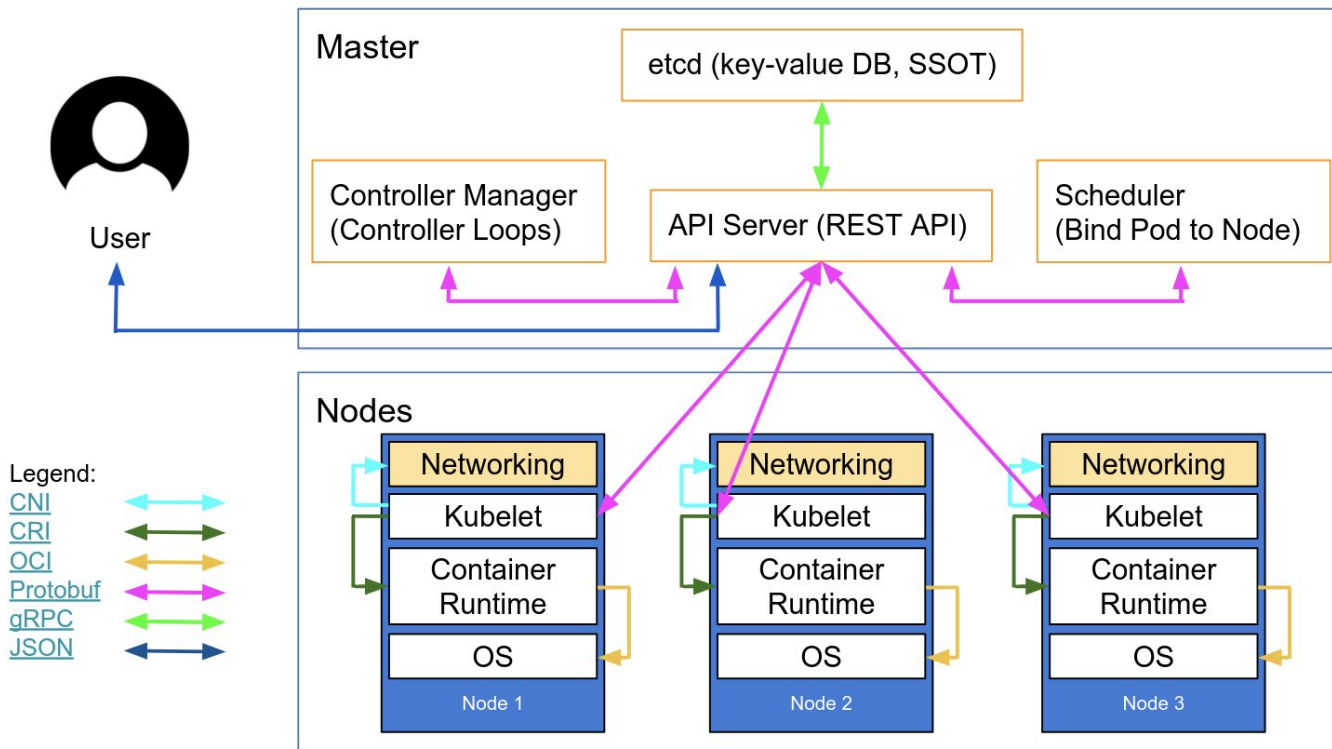 Master
etcd (key-value DB, SSOT)
Controller Manager
(Controller Loops)
API Server (REST API)
Scheduler
(Bind Pod to Node)
User
Nodes
Legend:
CNI
CRI
OCI
Protobuf
gRPC
JSON
Networking
Kubelet
Container
Runtime
OS
Node 1
Networking
Kubelet
Container
Runtime
OS
Node 2
Networking
Kubelet
Container
Runtime
OS
Node 3